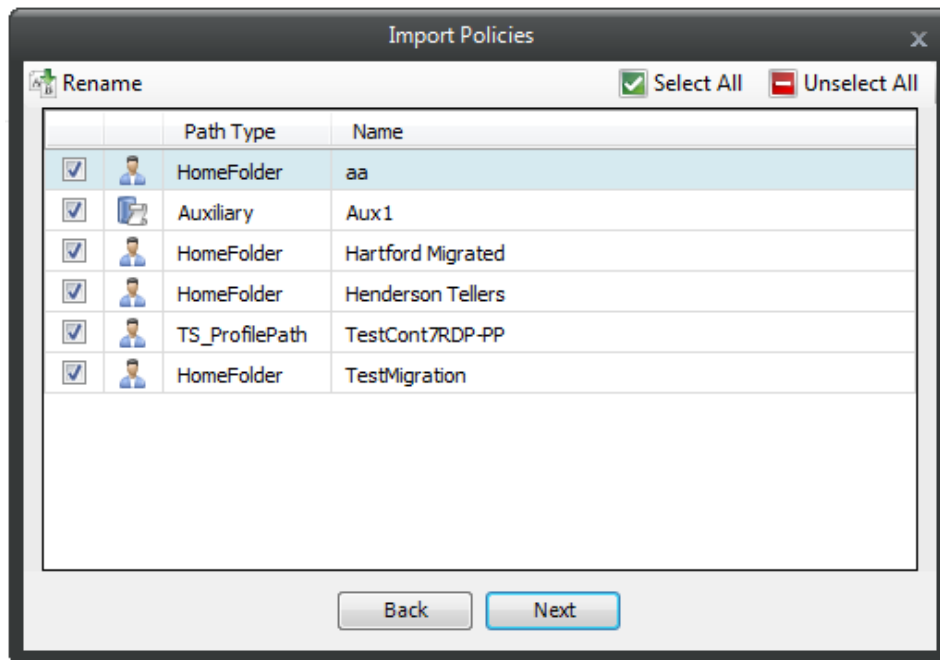 Import Policies
x
Rename Select All Unselect All
Path Type Name
HomeFolder aa
Auxiliary Aux1
HomeFolder Hartford Migrated
HomeFolder Henderson Tellers
TS_ProfilePath TestCont7RDP-PP
HomeFolder TestMigration
Back Next